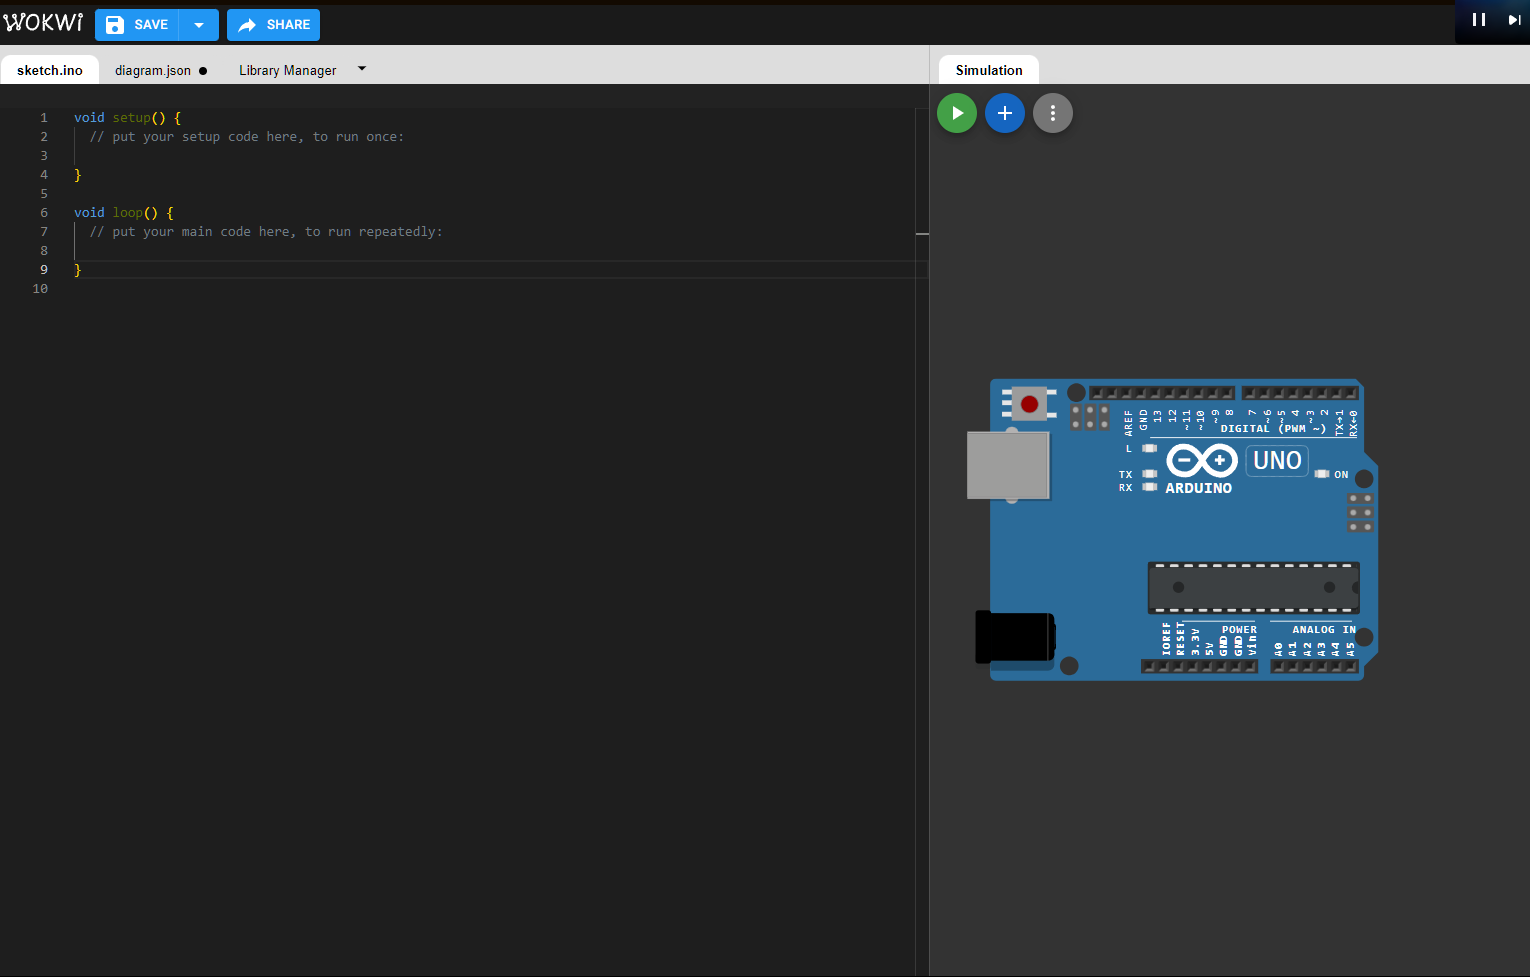 WOKWI
SAVE
SHARE
sketch.ino
diagram.json
Library Manager
Simulation
1 void setup() {
2 // put your setup code here, to run once:
3
4 }
5
6 void loop() {
7 // put your main code here, to run repeatedly:
8
9 }
10
AREF
GND
13
12
~11
~10
~9
8
7
~6
~5
4
~3
2
TX→1
RX←0
DIGITAL (PWM ~)
L
TX
RX
ARDUINO
UNO
ON
IOREF
RESET
3.3V
5V
GND
GND
Vin
POWER
ANALOG IN
A0
A1
A2
A3
A4
A5